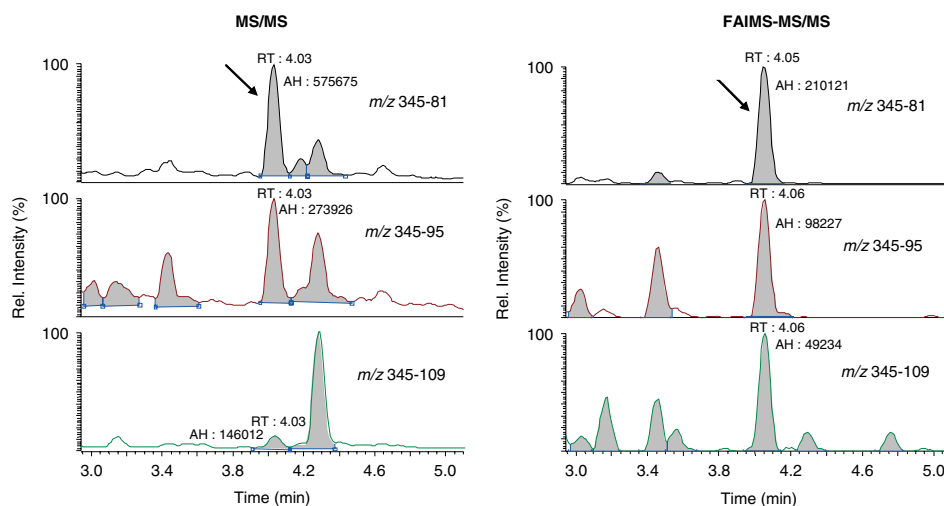 MS/MS
RT : 4.03
100
AH : 575675
m/z 345-81
RT : 4.03
100
AH : 273926
m/z 345-95
Rel. Intensity (%)
100
m/z 345-109
RT : 4.03
AH : 146012
3.0 3.4 3.8 4.2 4.6 5.0
Time (min)
FAIMS-MS/MS
RT : 4.05
100
AH : 210121
m/z 345-81
RT : 4.06
100
AH : 98227
m/z 345-95
Rel. Intensity (%)
RT : 4.06
100
AH : 49234
m/z 345-109
3.0 3.4 3.8 4.2 4.6 5.0
Time (min)